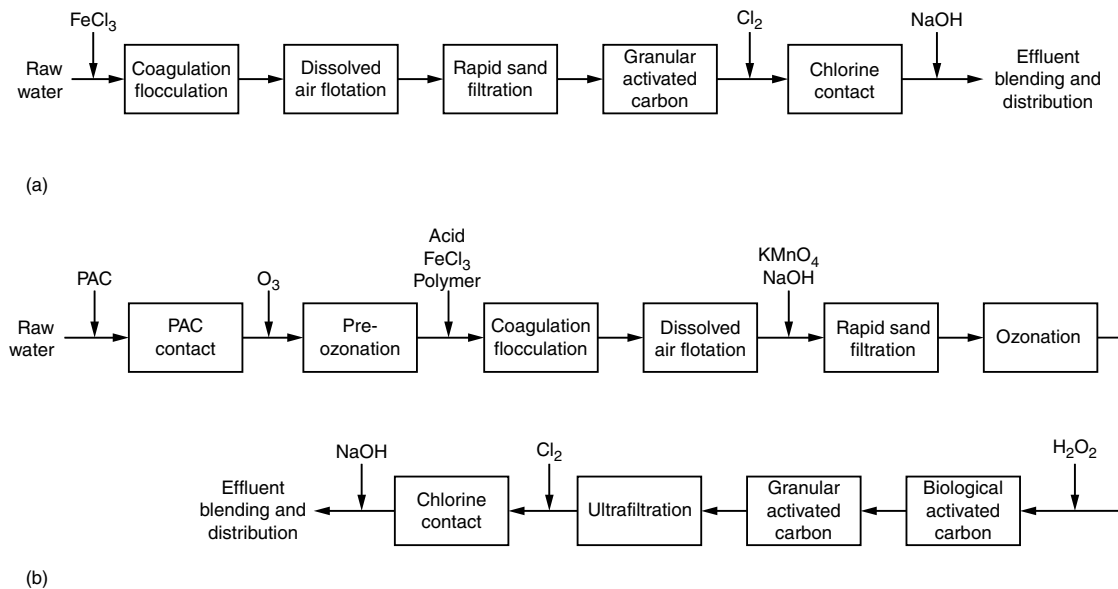 FeCl3
Cl2
NaOH
Raw
water
Coagulation
flocculation
Dissolved
air flotation
Rapid sand
filtration
Granular
activated
carbon
Chlorine
contact
Effluent
blending and
distribution
(a)
PAC
O3
Acid
FeCl3
Polymer
KMnO4
NaOH
Raw
water
PAC
contact
Pre-
ozonation
Coagulation
flocculation
Dissolved
air flotation
Rapid sand
filtration
Ozonation
NaOH
Cl2
H2O2
Effluent
blending and
distribution
Chlorine
contact
Ultrafiltration
Granular
activated
carbon
Biological
activated
carbon
(b)